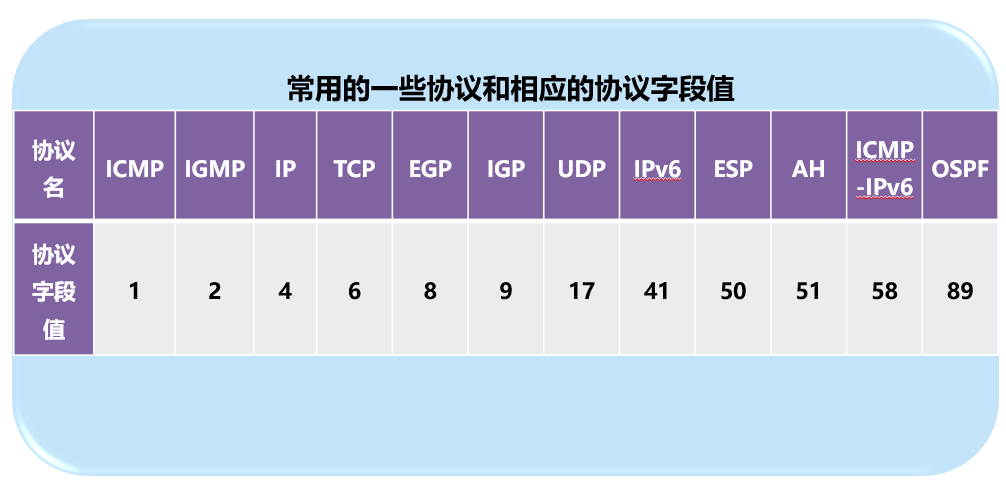 常用的一些协议和相应的协议字段值
协议
名
ICMP
IGMP
IP
TCP
EGP
IGP
UDP
IPv6
ESP
AH
ICMP
-IPv6
OSPF
协议
字段
值
1
2
4
6
8
9
17
41
50
51
58
89